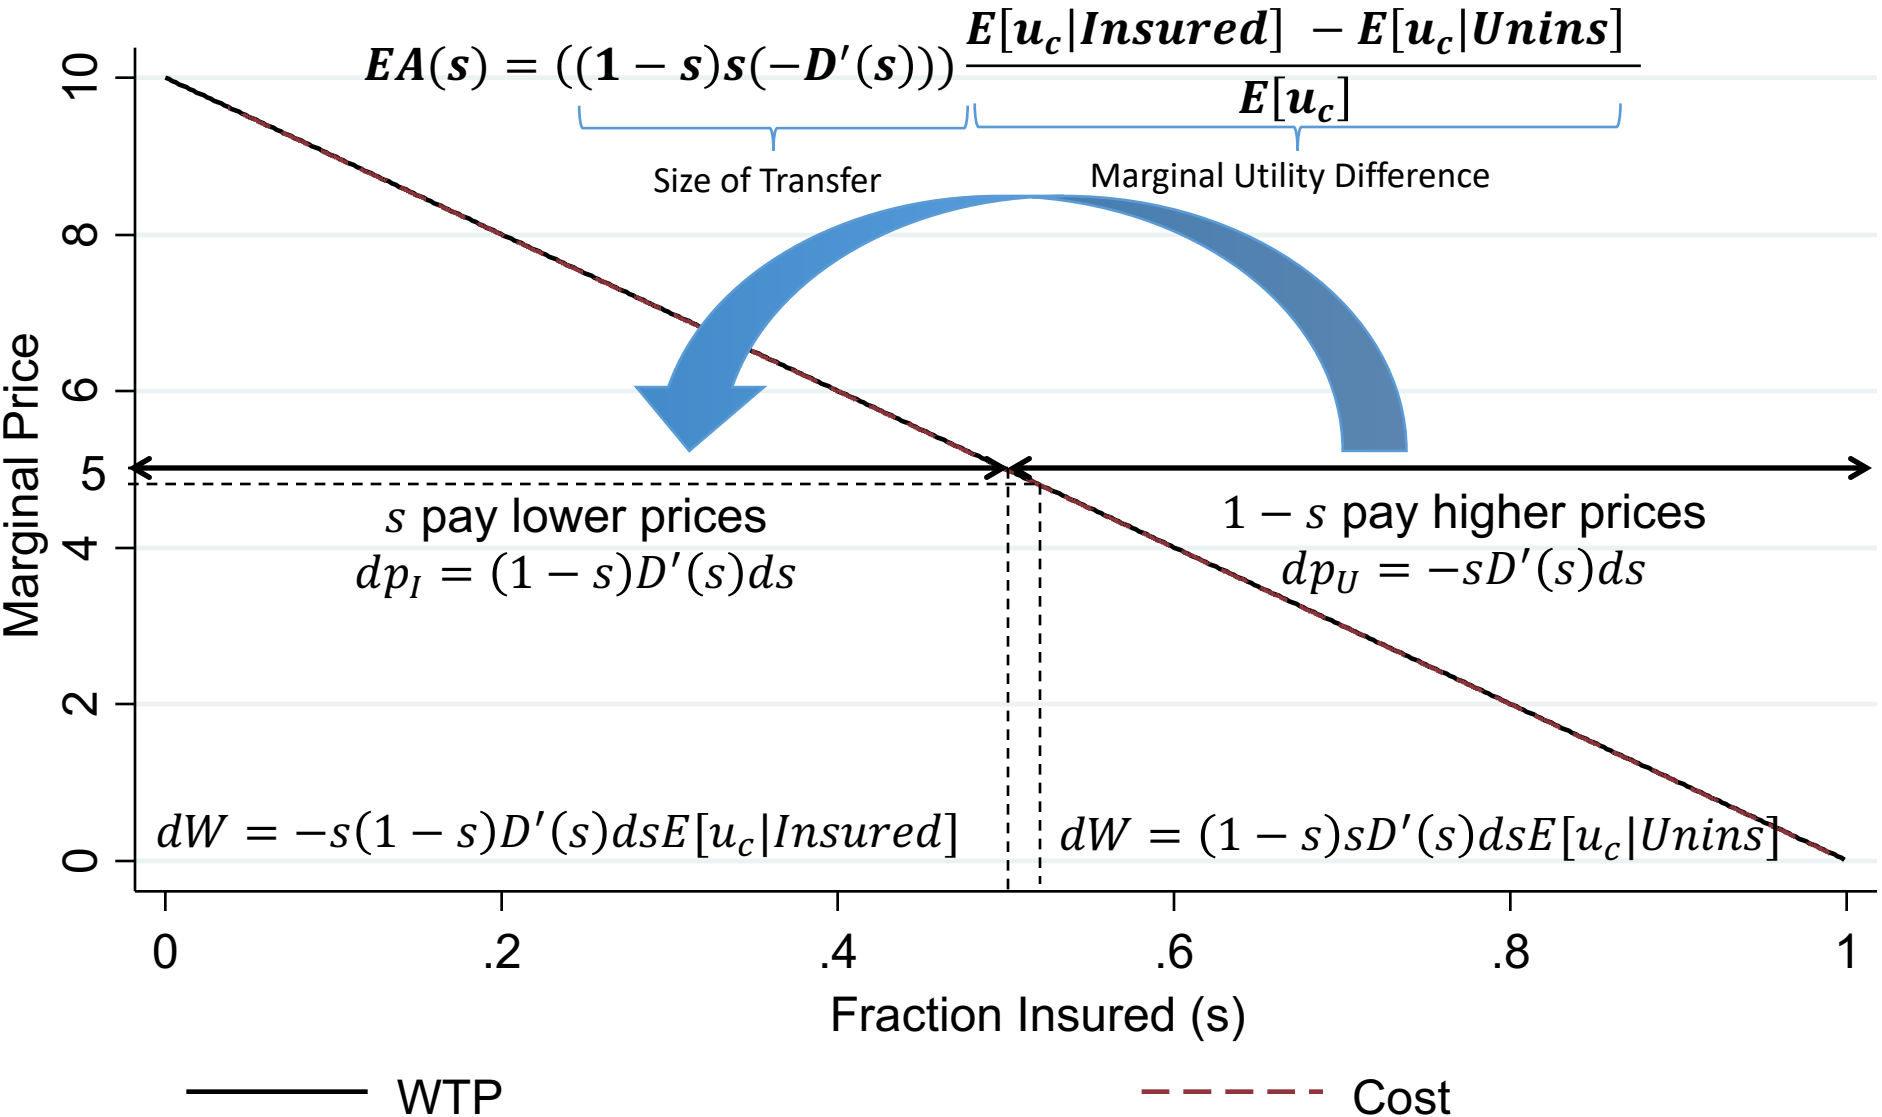 EA(s) = (((1 − s)s(−D′(s))) E[u_c|Insured] − E[u_c|Unins]
E[u_c]
Size of Transfer
Marginal Utility Difference
10
8
6
5
4
2
0
Marginal Price
s pay lower prices
dp_I = (1 − s)D′(s)ds
1 − s pay higher prices
dp_U = −sD′(s)ds
dW = −s(1 − s)D′(s)dsE[u_c|Insured]
dW = (1 − s)sD′(s)dsE[u_c|Unins]
0 .2 .4 .6 .8 1
Fraction Insured (s)
WTP
Cost